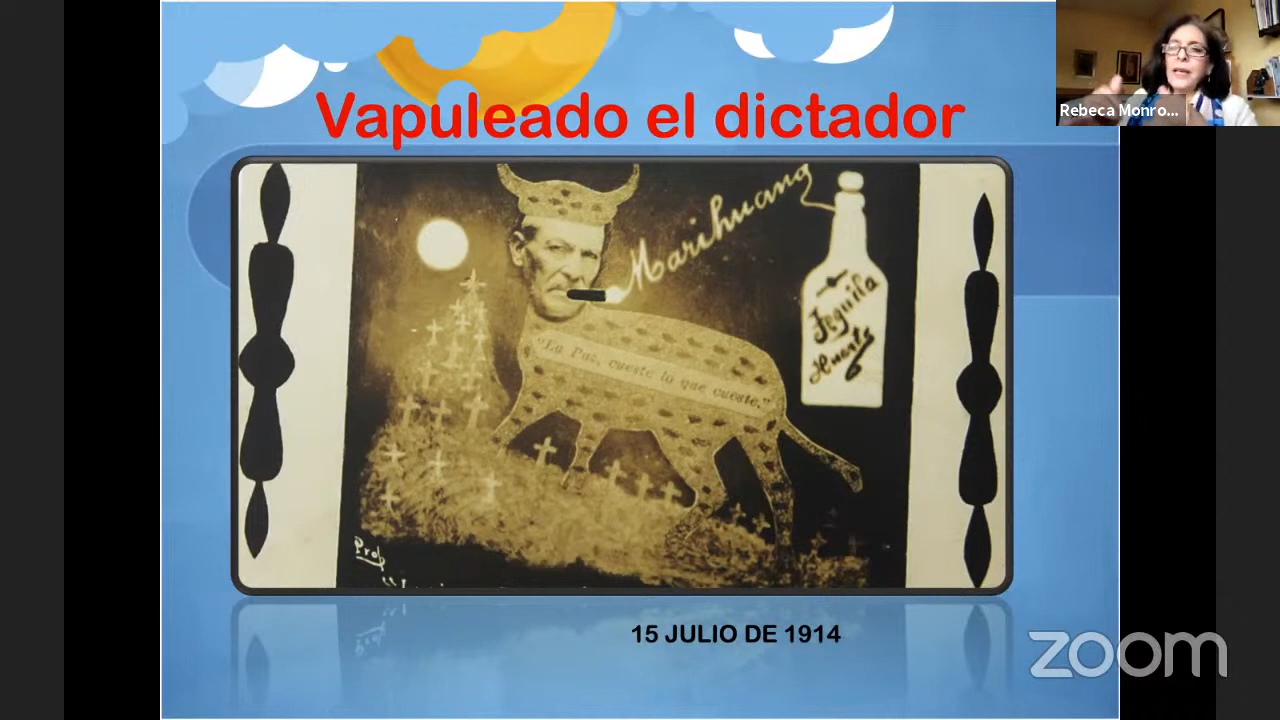 Rebeca Monro...
Vapuleado el dictador
Marihuana
Tequila
Huerta
"La Paz, cueste lo que cueste."
Prop
15 JULIO DE 1914
zoom